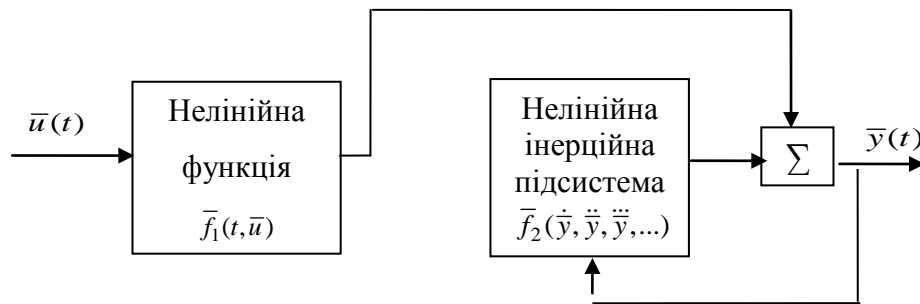 u̅(t)
Нелінійна
функція
f̅₁(t, u̅)
Нелінійна
інерційна
підсистема
f̅₂(ẏ̅, ÿ̅, y̅⃛, ...)
Σ
y̅(t)